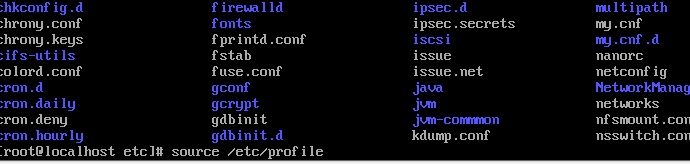 chkconfig.d firewalld ipsec.d multipath
chrony.conf fonts ipsec.secrets my.cnf
chrony.keys fprintd.conf iscsi my.cnf.d
cifs-utils fstab issue nanorc
colord.conf fuse.conf issue.net netconfig
cron.d gconf java NetworkManag
cron.daily gcrypt jvm networks
cron.deny gdbinit jvm-commmon nfsmount.co
cron.hourly gdbinit.d kdump.conf nsswitch.co
[root@localhost etc]# source /etc/profile